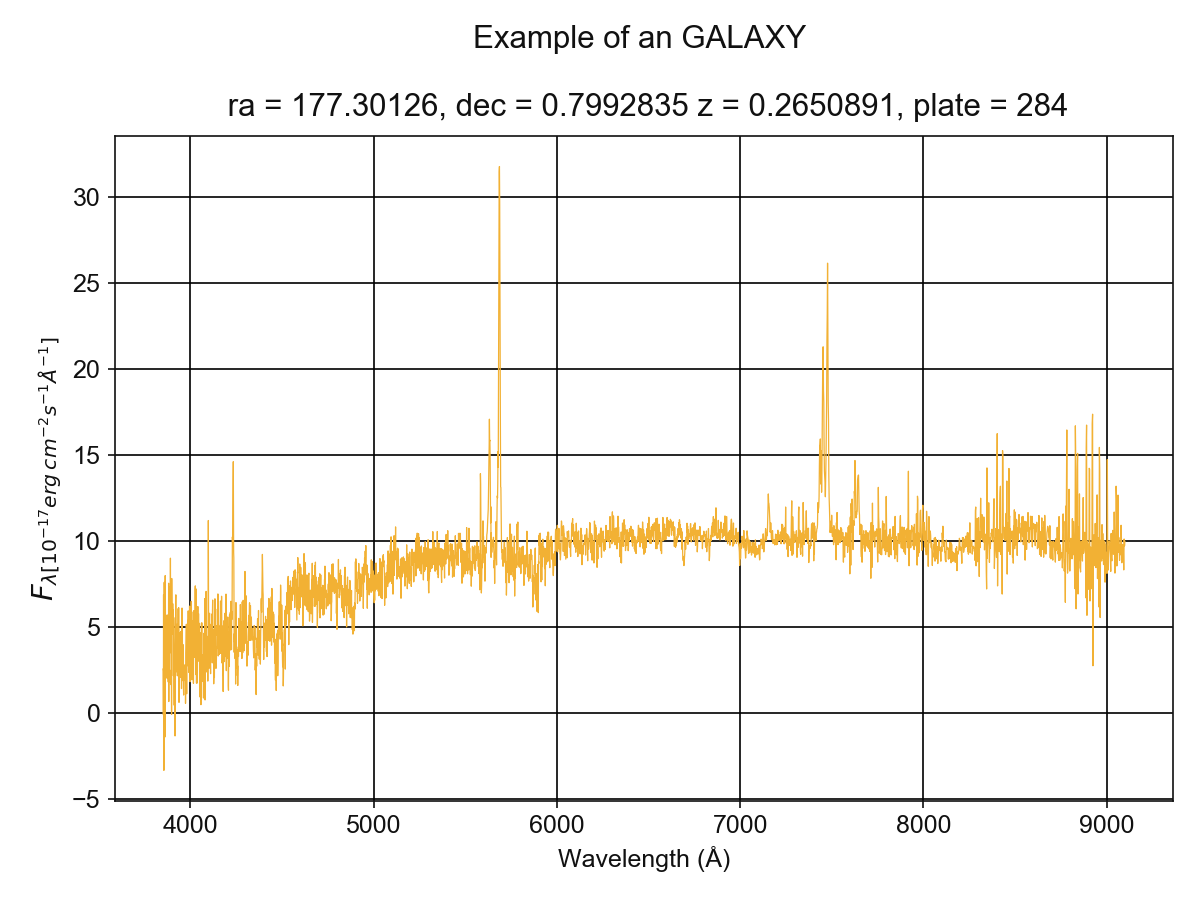 Example of an GALAXY
ra = 177.30126, dec = 0.7992835 z = 0.2650891, plate = 284
30
25
20
15
10
5
0
−5
F_{λ[10^{−17} erg cm^{−2} s^{−1} Å^{−1}]}
4000 5000 6000 7000 8000 9000
Wavelength (Å)